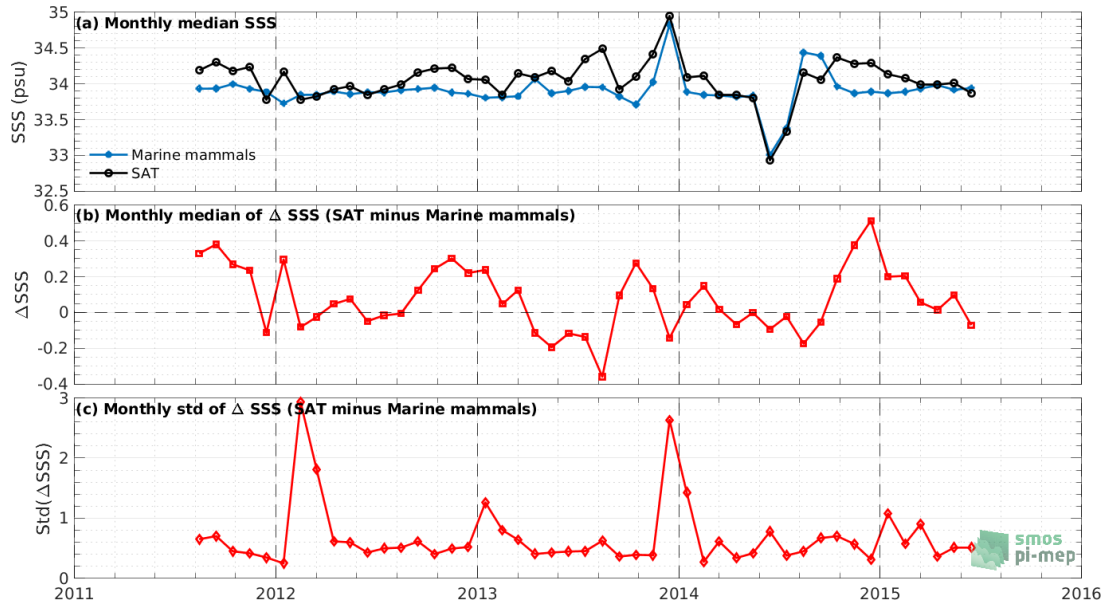 (a) Monthly median SSS
35
34.5
34
33.5
33
32.5
SSS (psu)
Marine mammals
SAT
(b) Monthly median of Δ SSS (SAT minus Marine mammals)
0.6
0.4
0.2
0
-0.2
-0.4
ΔSSS
(c) Monthly std of Δ SSS (SAT minus Marine mammals)
3
2
1
0
Std(ΔSSS)
2011 2012 2013 2014 2015 2016
smos
pi-mep